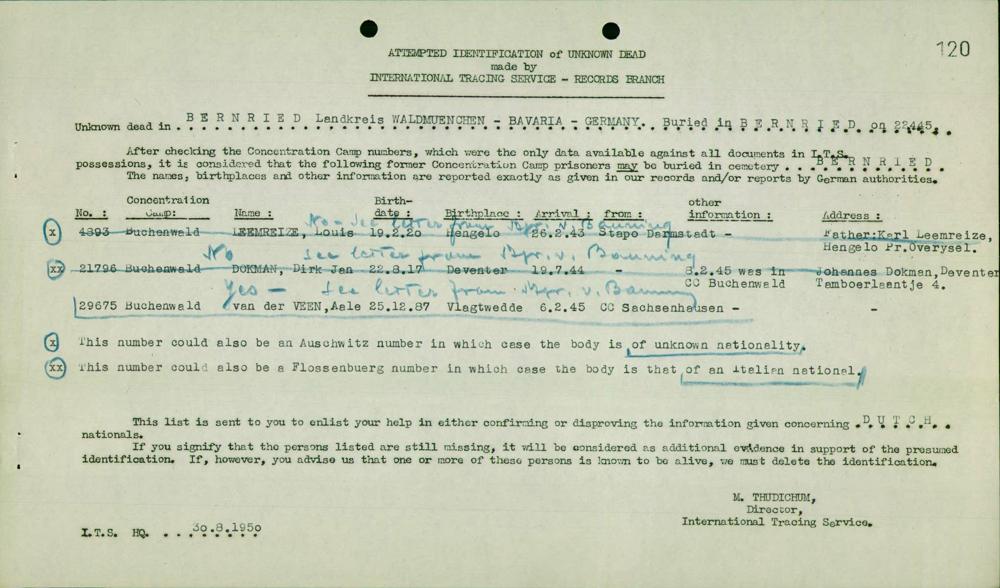 120
ATTEMPTED IDENTIFICATION of UNKNOWN DEAD
made by
INTERNATIONAL TRACING SERVICE - RECORDS BRANCH
Unknown dead in . BERNRIED Landkreis WALDMUENCHEN - BAVARIA - GERMANY. Buried in BERNRIED. on 22445.
After checking the Concentration Camp numbers, which were the only data available against all documents in I.T.S.
possessions, it is considered that the following former Concentration Camp prisoners may be buried in cemetery BERNRIED
The names, birthplaces and other information are reported exactly as given in our records and/or reports by German authorities.
No. : Concentration Camp: Name : Birth-date : Birthplace : Arrival : from : other information : Address :
No - See letter from Mr. v. Banning
x 4893 Buchenwald LEEMREIZE, Louis 19.2.20 Hengelo 26.2.43 Stapo Darmstadt - Father:Karl Leemreize, Hengelo Pr.Overysel.
No see letter from Mr. v. Banning
xx 21796 Buchenwald DOKMAN, Dirk Jan 22.8.17 Deventer 19.7.44 - 8.2.45 was in CC Buchenwald Johannes Dokman, Deventer Tamboerlaantje 4.
Yes - see letter from Mr. v. Banning
29675 Buchenwald van der VEEN, Aale 25.12.87 Vlagtwedde 6.2.45 CC Sachsenhausen - -
x This number could also be an Auschwitz number in which case the body is of unknown nationality.
xx This number could also be a Flossenbuerg number in which case the body is that of an Italian national.
This list is sent to you to enlist your help in either confirming or disproving the information given concerning .DUTCH..
nationals.
If you signify that the persons listed are still missing, it will be considered as additional evidence in support of the presumed
identification. If, however, you advise us that one or more of these persons is known to be alive, we must delete the identification.
M. THUDICHUM,
Director,
International Tracing Service.
I.T.S. HQ. . . 30.8.1950